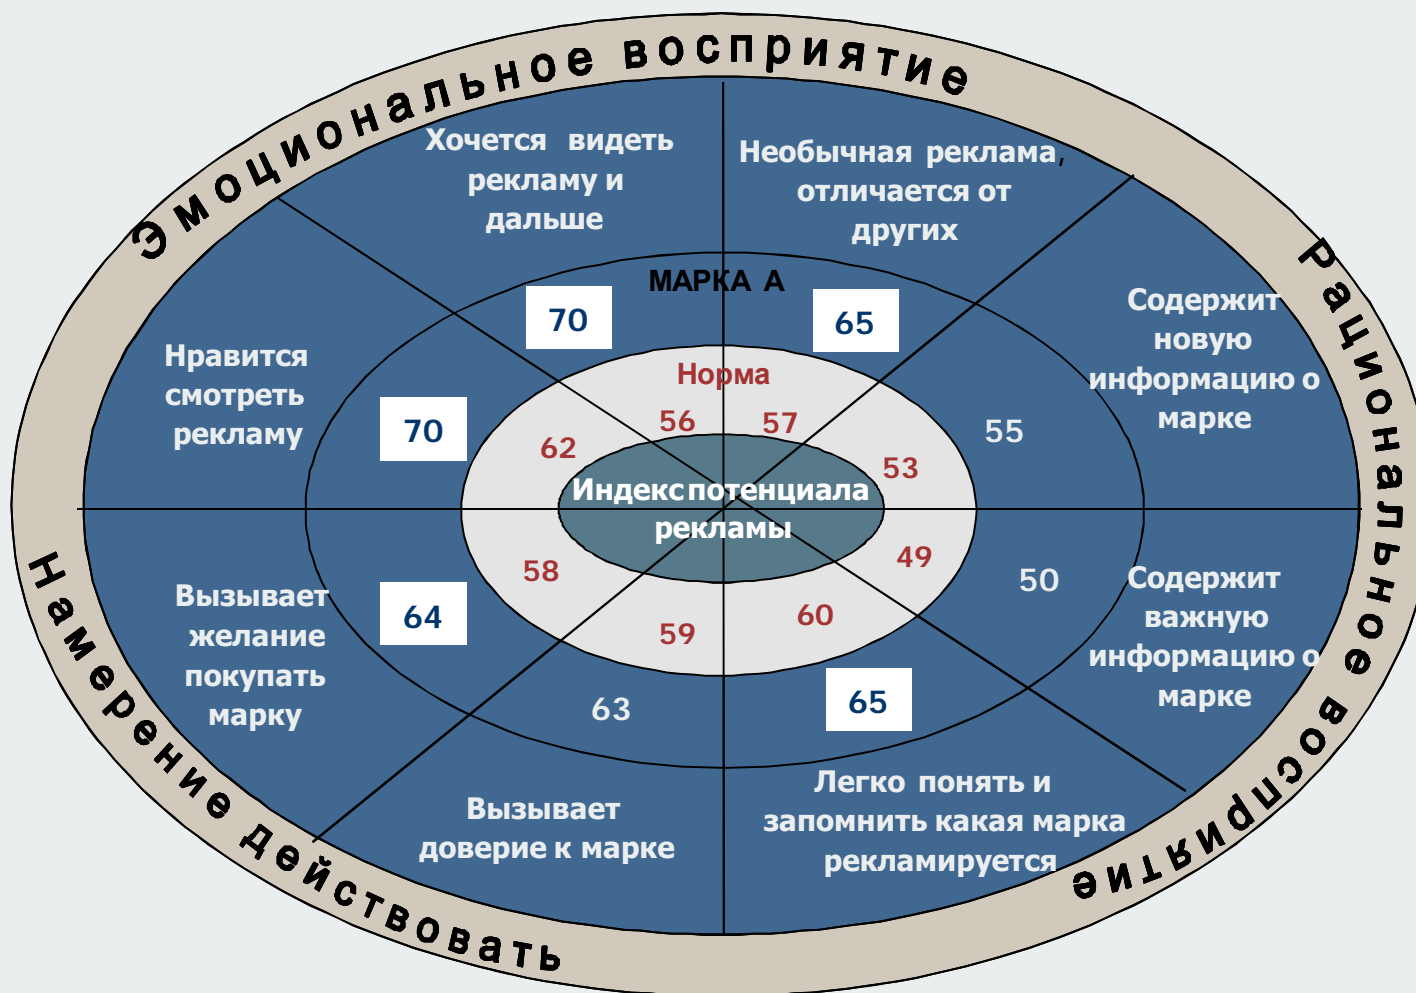 Эмоциональное восприятие
Рациональное восприятие
Намерение действовать
Хочется видеть
рекламу и
дальше
Необычная реклама,
отличается от
других
МАРКА А
70
65
Содержит
новую
информацию о
марке
Нравится
смотреть
рекламу
70
Норма
56
57
62
53
55
Индекс потенциала
рекламы
58
49
59
60
50
Вызывает
желание
покупать
марку
64
Содержит
важную
информацию о
марке
63
65
Вызывает
доверие к марке
Легко понять и
запомнить какая марка
рекламируется